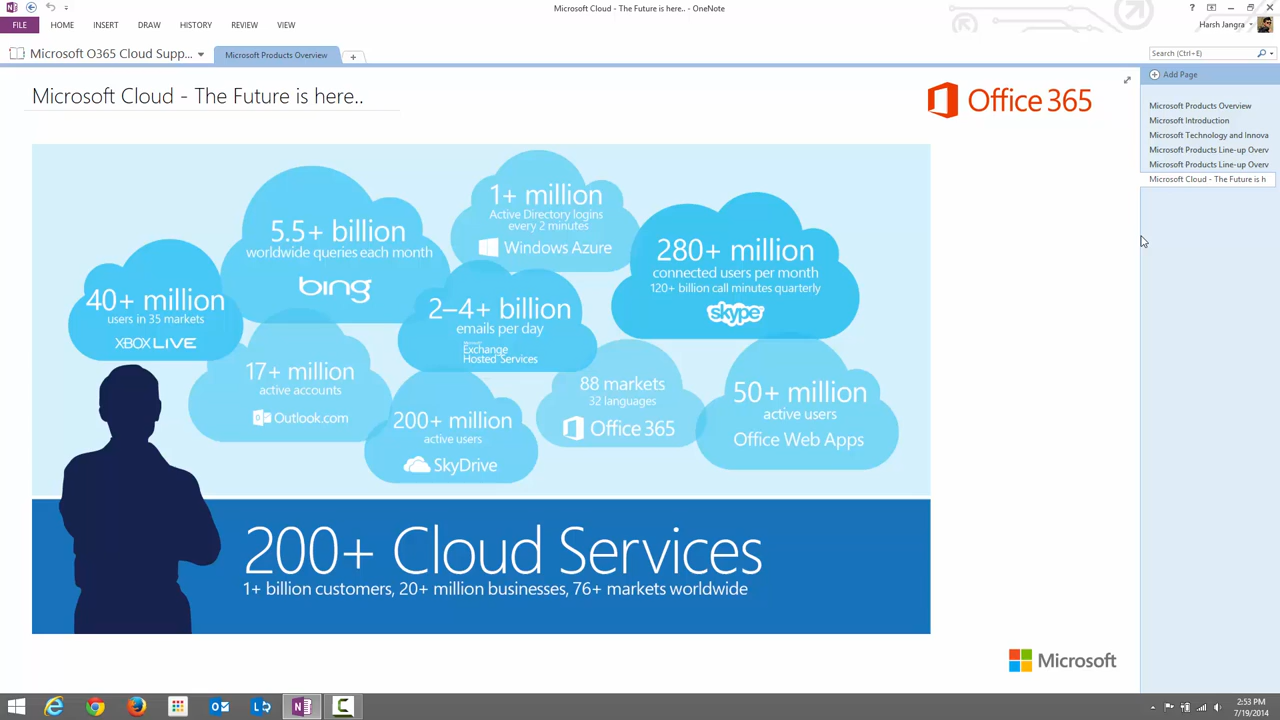 Microsoft Cloud - The Future is here.. - OneNote
FILE
HOME
INSERT
DRAW
HISTORY
REVIEW
VIEW
Harsh Jangra
Microsoft O365 Cloud Supp...
Microsoft Products Overview
Search (Ctrl+E)
Add Page
Microsoft Cloud - The Future is here..
Office 365
Microsoft Products Overview
Microsoft Introduction
Microsoft Technology and Innova
Microsoft Products Line-up Overv
Microsoft Products Line-up Overv
Microsoft Cloud - The Future is h
1+ million
Active Directory logins
every 2 minutes
Windows Azure
5.5+ billion
worldwide queries each month
bing
280+ million
connected users per month
120+ billion call minutes quarterly
skype
40+ million
users in 35 markets
XBOX LIVE
2–4+ billion
emails per day
Microsoft
Exchange
Hosted Services
17+ million
active accounts
Outlook.com
200+ million
active users
SkyDrive
88 markets
32 languages
Office 365
50+ million
active users
Office Web Apps
200+ Cloud Services
1+ billion customers, 20+ million businesses, 76+ markets worldwide
Microsoft
2:53 PM
7/19/2014